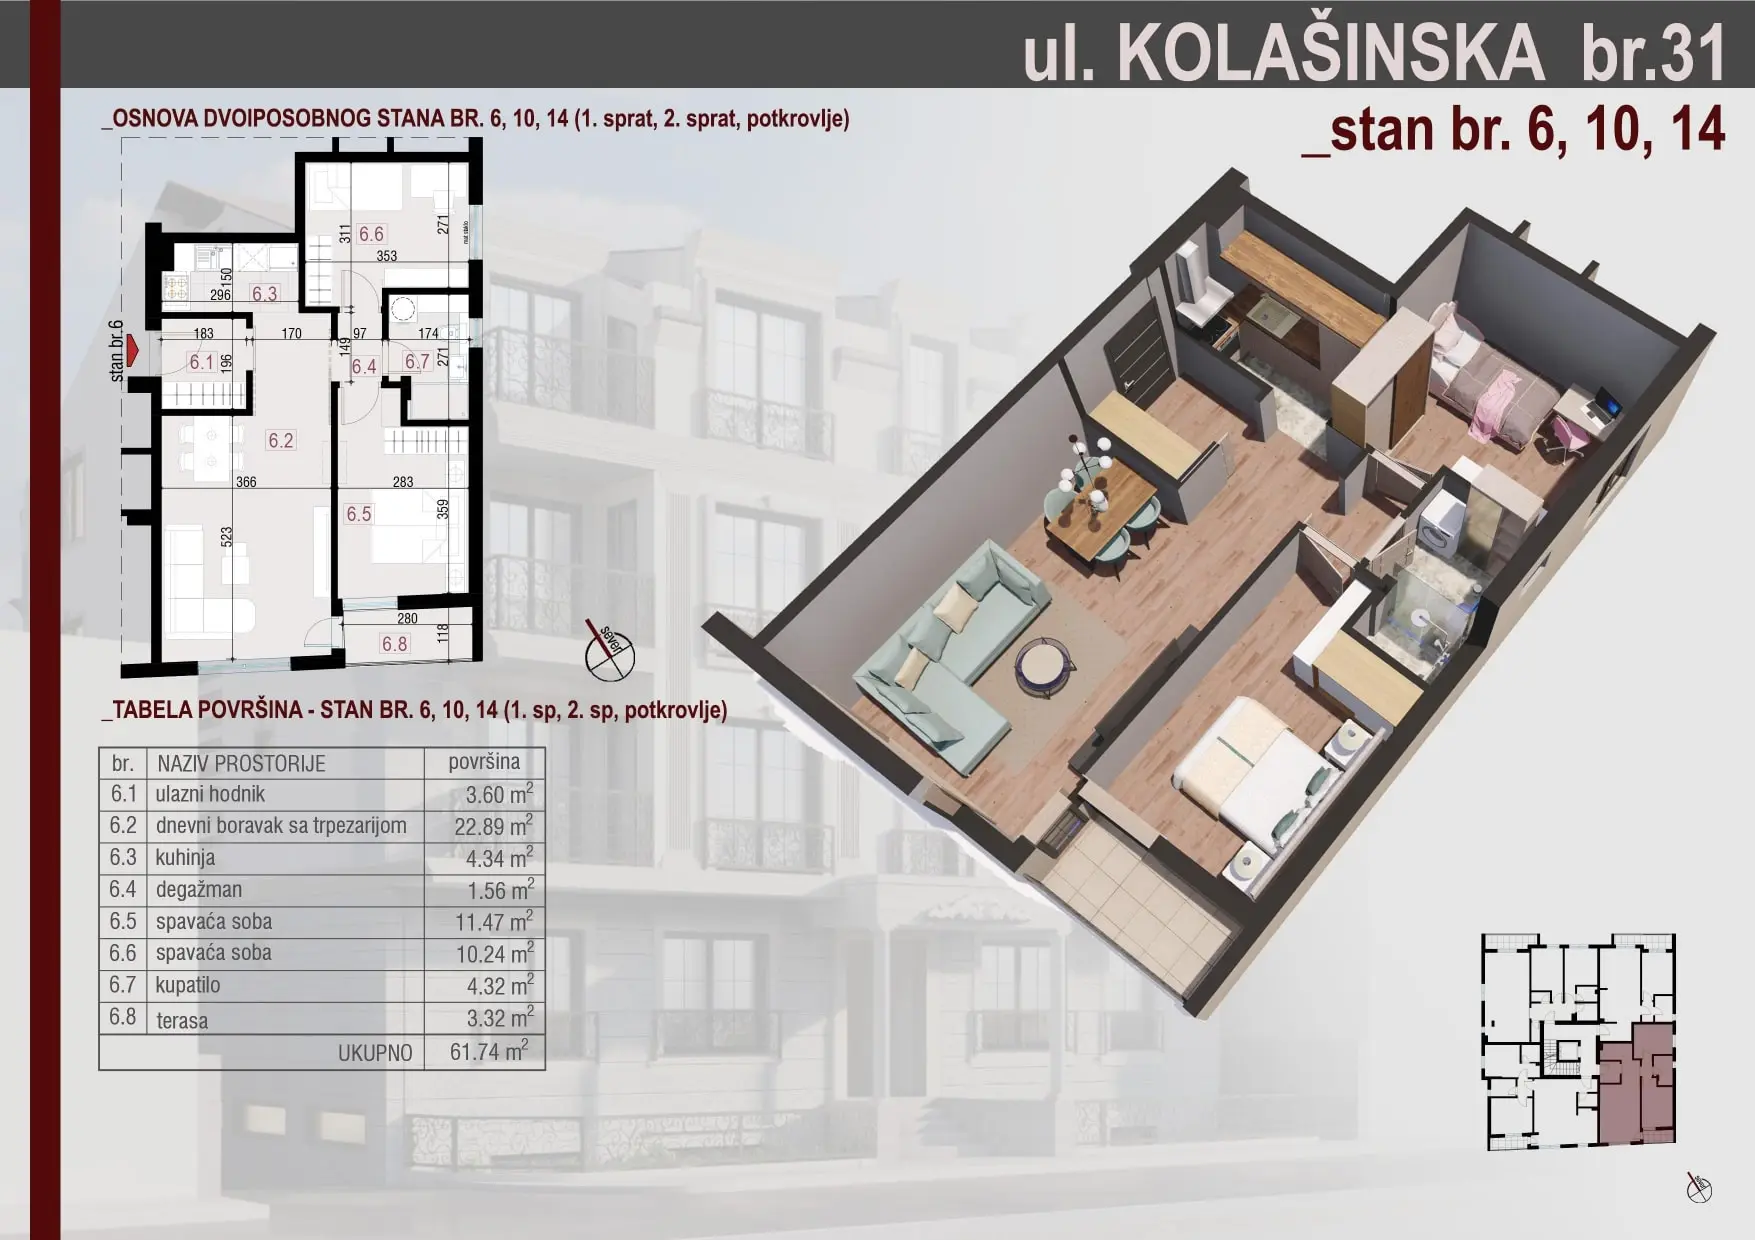 ul. KOLAŠINSKA br.31
_stan br. 6, 10, 14
_OSNOVA DVOIPOSOBNOG STANA BR. 6, 10, 14 (1. sprat, 2. sprat, potkrovlje)
311
6.6
271
353
150
296
6.3
stan br.6
183
170
97
174
6.1
196
149
6.4
6.7
271
6.2
366
283
6.5
359
523
280
6.8
118
sever
_TABELA POVRŠINA - STAN BR. 6, 10, 14 (1. sp, 2. sp, potkrovlje)
br. NAZIV PROSTORIJE površina
6.1 ulazni hodnik 3.60 m²
6.2 dnevni boravak sa trpezarijom 22.89 m²
6.3 kuhinja 4.34 m²
6.4 degažman 1.56 m²
6.5 spavaća soba 11.47 m²
6.6 spavaća soba 10.24 m²
6.7 kupatilo 4.32 m²
6.8 terasa 3.32 m²
UKUPNO 61.74 m²